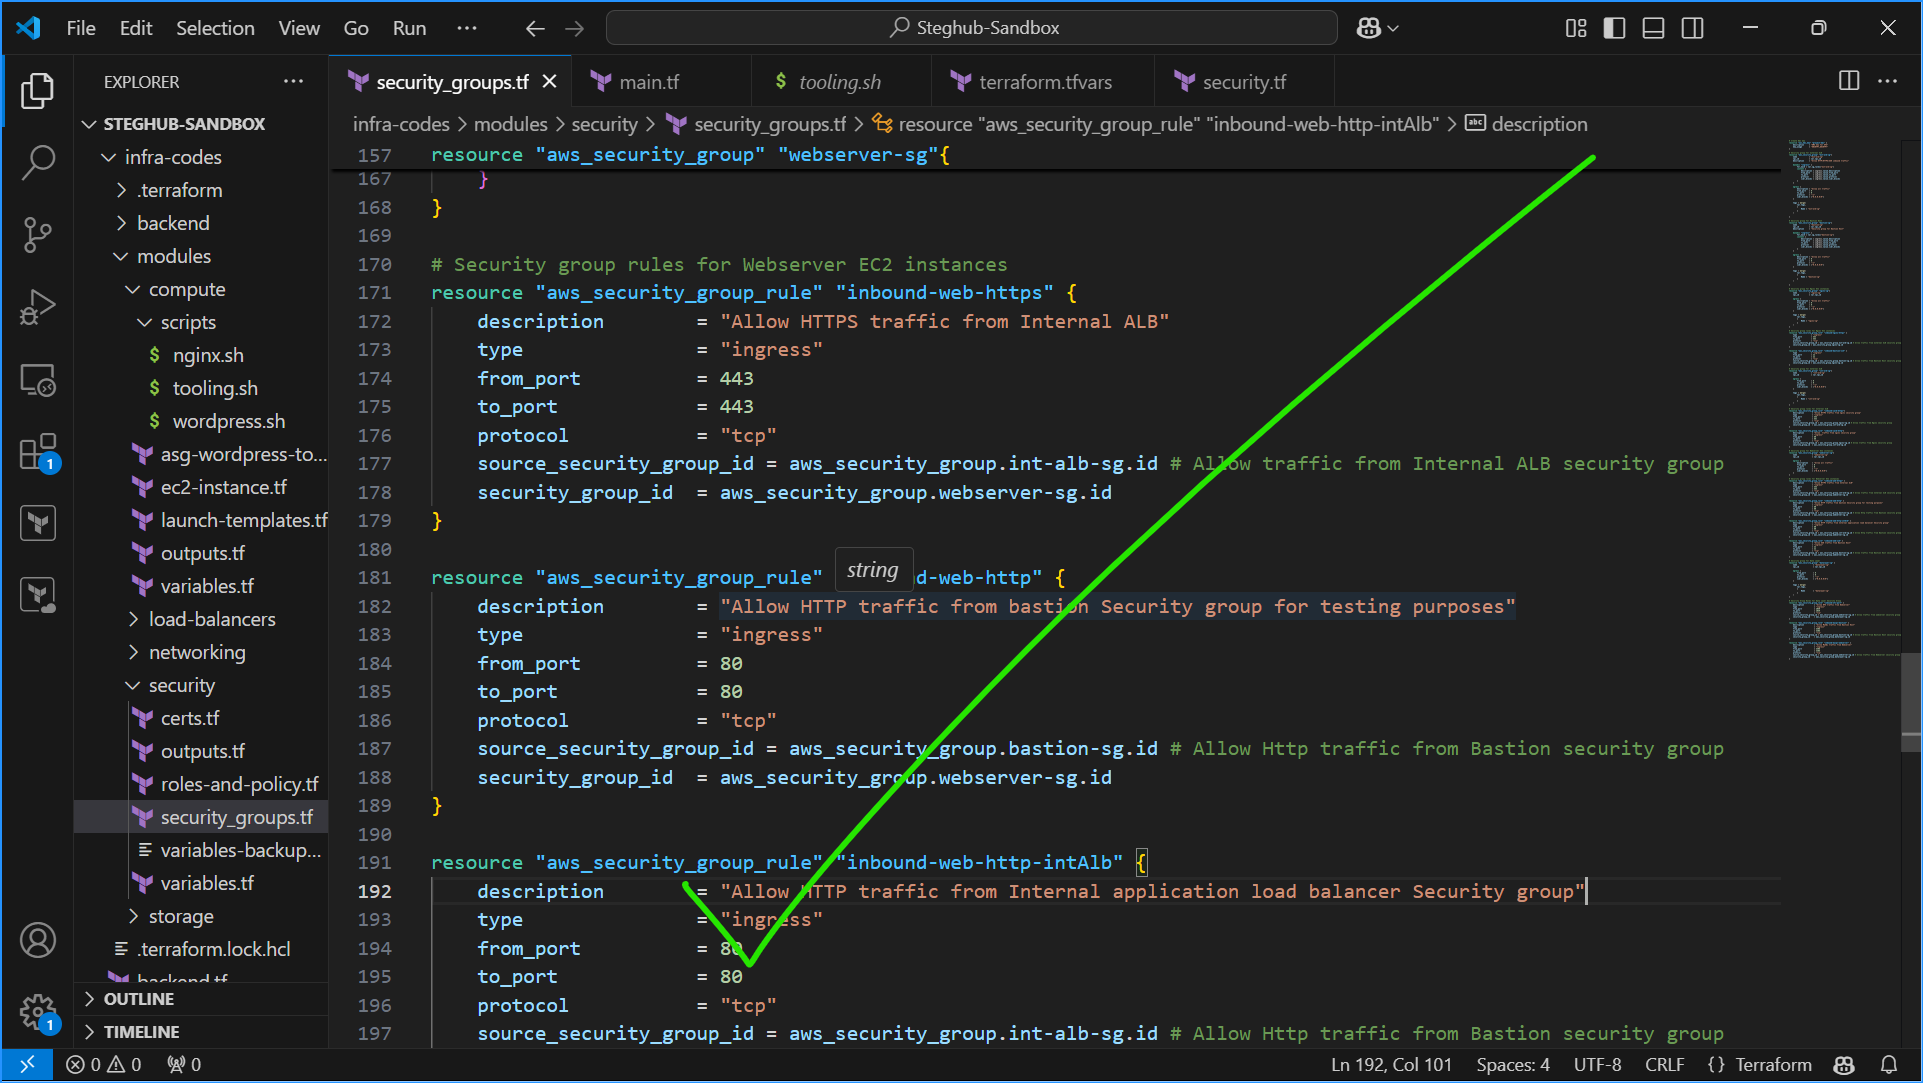 File Edit Selection View Go Run ··· Steghub-Sandbox
EXPLORER ···
security_groups.tf main.tf $ tooling.sh terraform.tfvars security.tf ···
infra-codes > modules > security > security_groups.tf > resource "aws_security_group_rule" "inbound-web-http-intAlb" > abc description
STEGHUB-SANDBOX
infra-codes
.terraform
backend
modules
compute
scripts
$ nginx.sh
$ tooling.sh
$ wordpress.sh
asg-wordpress-to...
ec2-instance.tf
launch-templates.tf
outputs.tf
variables.tf
load-balancers
networking
security
certs.tf
outputs.tf
roles-and-policy.tf
security_groups.tf
variables-backup...
variables.tf
storage
.terraform.lock.hcl
backend.tf
OUTLINE
TIMELINE
1
1
157 resource "aws_security_group" "webserver-sg"{
167 }
168 }
169
170 # Security group rules for Webserver EC2 instances
171 resource "aws_security_group_rule" "inbound-web-https" {
172 description = "Allow HTTPS traffic from Internal ALB"
173 type = "ingress"
174 from_port = 443
175 to_port = 443
176 protocol = "tcp"
177 source_security_group_id = aws_security_group.int-alb-sg.id # Allow traffic from Internal ALB security group
178 security_group_id = aws_security_group.webserver-sg.id
179 }
180
181 resource "aws_security_group_rule" string d-web-http" {
182 description = "Allow HTTP traffic from bastion Security group for testing purposes"
183 type = "ingress"
184 from_port = 80
185 to_port = 80
186 protocol = "tcp"
187 source_security_group_id = aws_security_group.bastion-sg.id # Allow Http traffic from Bastion security group
188 security_group_id = aws_security_group.webserver-sg.id
189 }
190
191 resource "aws_security_group_rule" "inbound-web-http-intAlb" {
192 description = "Allow HTTP traffic from Internal application load balancer Security group"
193 type = "ingress"
194 from_port = 80
195 to_port = 80
196 protocol = "tcp"
197 source_security_group_id = aws_security_group.int-alb-sg.id # Allow Http traffic from Bastion security group
0 0 0 Ln 192, Col 101 Spaces: 4 UTF-8 CRLF {} Terraform